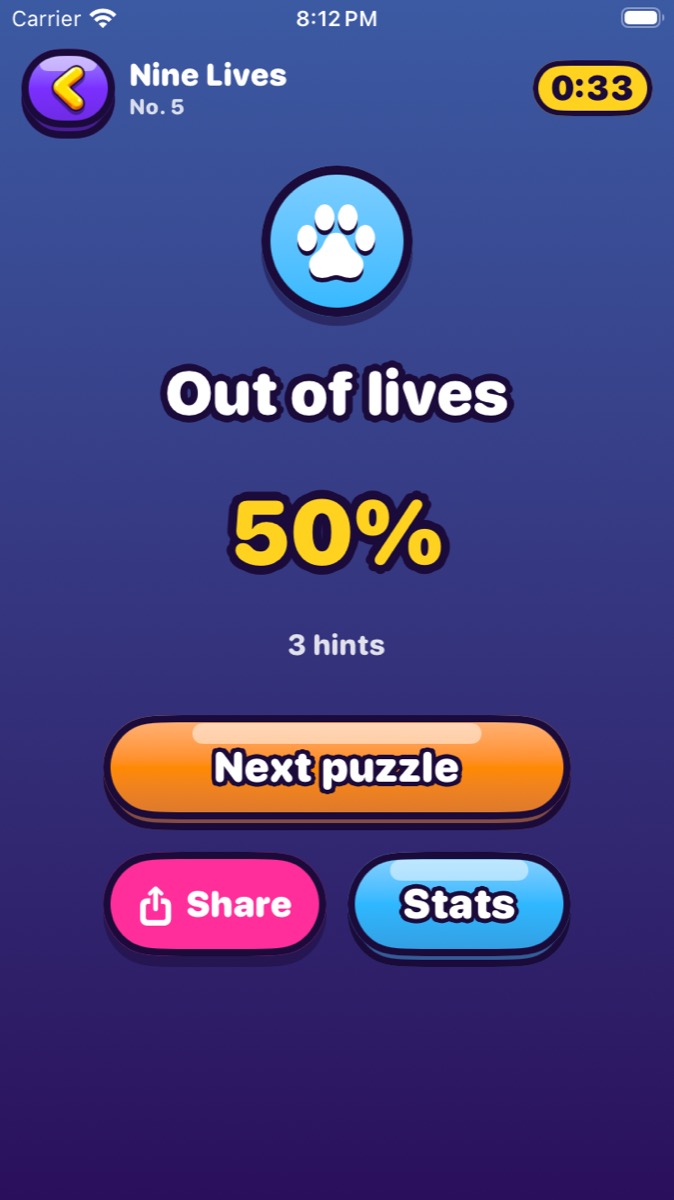 Carrier 8:12 PM
Nine Lives
No. 5
0:33
Out of lives
50%
3 hints
Next puzzle
Share
Stats